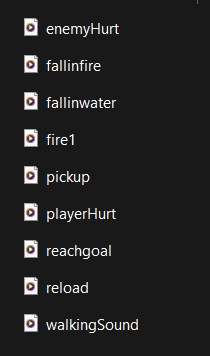 enemyHurt
fallinfire
fallinwater
fire1
pickup
playerHurt
reachgoal
reload
walkingSound